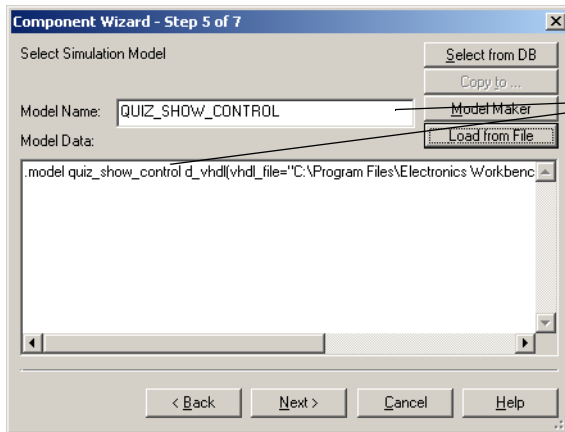 Component Wizard - Step 5 of 7
Select Simulation Model
Select from DB
Copy to ...
Model Name: QUIZ_SHOW_CONTROL
Model Maker
Model Data:
Load from File
.model quiz_show_control d_vhdl(vhdl_file="C:\Program Files\Electronics Workbenc
< Back Next > Cancel Help